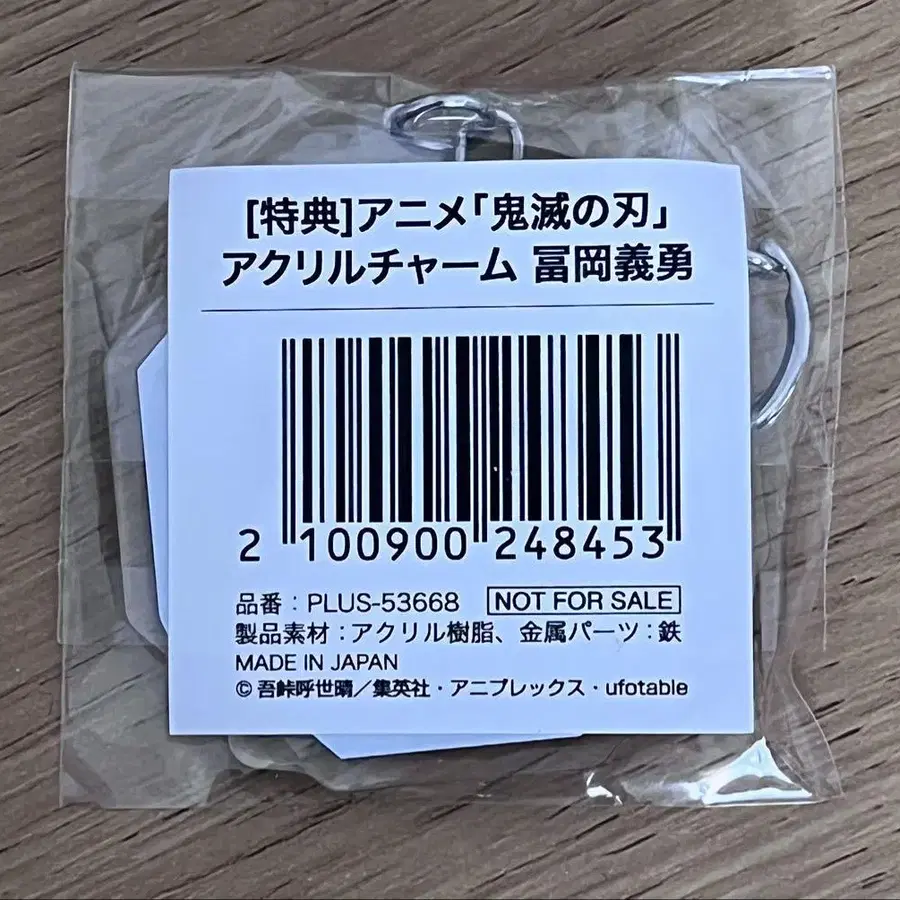 [特典]アニメ「鬼滅の刃」
アクリルチャーム 冨岡義勇
2 100900 248453
品番：PLUS-53668 NOT FOR SALE
製品素材：アクリル樹脂、金属パーツ：鉄
MADE IN JAPAN
© 吾峠呼世晴／集英社・アニプレックス・ufotable